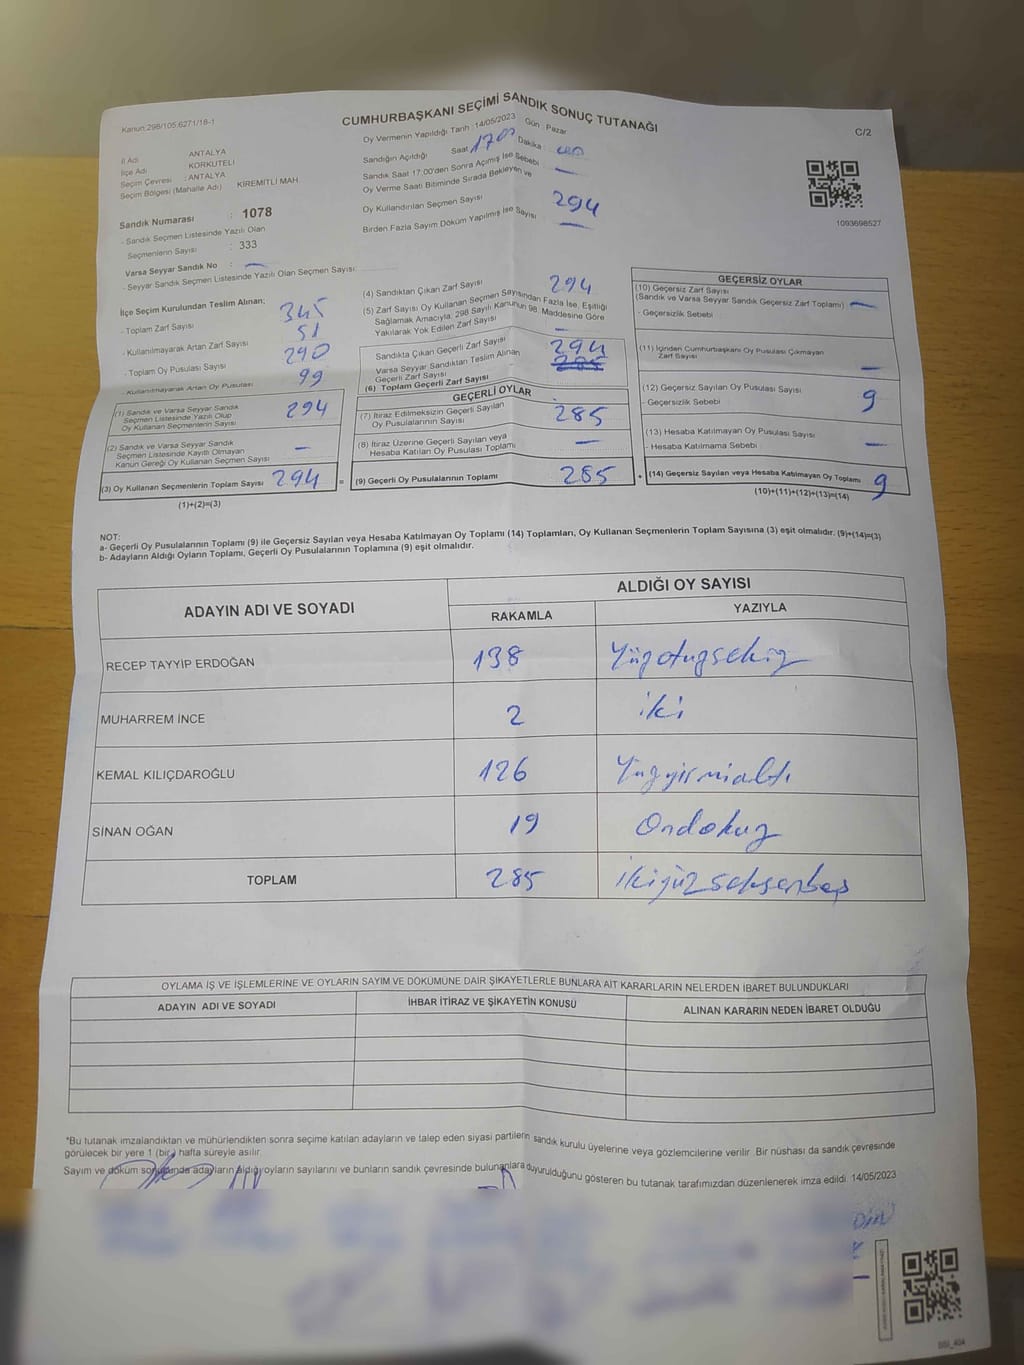 Kanun:298/105,6271/18-1
CUMHURBAŞKANI SEÇİMİ SANDIK SONUÇ TUTANAĞI
C/2
Oy Vermenin Yapıldığı Tarih : 14/05/2023 Gün : Pazar
İl Adı ANTALYA
İlçe Adı KORKUTELİ
Seçim Çevresi : ANTALYA
Seçim Bölgesi (Mahalle Adı) KİREMİTLİ MAH
Sandığın Açıldığı Saat 17 00 Dakika :
Sandık Saat 17:00'den Sonra Açımış İse Sebebi —
Oy Verme Saati Bitiminde Sırada Bekleyen ve
Oy Kullandırılan Seçmen Sayısı 294
Birden Fazla Sayım Döküm Yapılmış İse Sayısı —
1093698527
Sandık Numarası : 1078
- Sandık Seçmen Listesinde Yazılı Olan
Seçmenlerin Sayısı : 333
Varsa Seyyar Sandık No : —
- Seyyar Sandık Seçmen Listesinde Yazılı Olan Seçmen Sayısı
İlçe Seçim Kurulundan Teslim Alınan;
- Toplam Zarf Sayısı 345
- Kullanılmayarak Artan Zarf Sayısı 51
- Toplam Oy Pusulası Sayısı 290
- Kullanılmayarak Artan Oy Pusulası 99
(1) Sandık ve Varsa Seyyar Sandık
Seçmen Listesinde Yazılı Olup
Oy Kullanan Seçmenlerin Sayısı 294
(2) Sandık ve Varsa Seyyar Sandık
Seçmen Listesinde Kayıtlı Olmayan
Kanun Gereği Oy Kullanan Seçmen Sayısı —
(3) Oy Kullanan Seçmenlerin Toplam Sayısı 294 =
(1)+(2)=(3)
(4) Sandıktan Çıkan Zarf Sayısı 294
(5) Zarf Sayısı Oy Kullanan Seçmen Sayısından Fazla İse, Eşitliği
Sağlamak Amacıyla, 298 Sayılı Kanunun 98. Maddesine Göre
Yakılarak Yok Edilen Zarf Sayısı —
Sandıkta Çıkan Geçerli Zarf Sayısı 294
Varsa Seyyar Sandıktan Teslim Alınan
Geçerli Zarf Sayısı 285
(6) Toplam Geçerli Zarf Sayısı
GEÇERLİ OYLAR
(7) İtiraz Edilmeksizin Geçerli Sayılan
Oy Pusulalarının Sayısı 285
(8) İtiraz Üzerine Geçerli Sayılan veya
Hesaba Katılan Oy Pusulası Toplamı —
(9) Geçerli Oy Pusulalarının Toplamı 285 +
GEÇERSİZ OYLAR
(10) Geçersiz Zarf Sayısı
(Sandık ve Varsa Seyyar Sandık Geçersiz Zarf Toplamı) —
- Geçersizlik Sebebi
(11) İçinden Cumhurbaşkanı Oy Pusulası Çıkmayan
Zarf Sayısı —
(12) Geçersiz Sayılan Oy Pusulası Sayısı 9
- Geçersizlik Sebebi
(13) Hesaba Katılmayan Oy Pusulası Sayısı —
- Hesaba Katılmama Sebebi
(14) Geçersiz Sayılan veya Hesaba Katılmayan Oy Toplamı 9
(10)+(11)+(12)+(13)=(14)
NOT:
a- Geçerli Oy Pusulalarının Toplamı (9) ile Geçersiz Sayılan veya Hesaba Katılmayan Oy Toplamı (14) Toplamları, Oy Kullanan Seçmenlerin Toplam Sayısına (3) eşit olmalıdır. (9)+(14)=(3)
b- Adayların Aldığı Oyların Toplamı, Geçerli Oy Pusulalarının Toplamına (9) eşit olmalıdır.
ADAYIN ADI VE SOYADI ALDIĞI OY SAYISI
RAKAMLA YAZIYLA
RECEP TAYYİP ERDOĞAN 138 Yüzotuzsekiz
MUHARREM İNCE 2 iki
KEMAL KILIÇDAROĞLU 126 Yüzyirmialtı
SİNAN OĞAN 19 Ondokuz
TOPLAM 285 ikiyüzseksenbeş
OYLAMA İŞ VE İŞLEMLERİNE VE OYLARIN SAYIM VE DÖKÜMÜNE DAİR ŞİKAYETLERLE BUNLARA AİT KARARLARIN NELERDEN İBARET BULUNDUKLARI
ADAYIN ADI VE SOYADI İHBAR İTİRAZ VE ŞİKAYETİN KONUSU ALINAN KARARIN NEDEN İBARET OLDUĞU
*Bu tutanak imzalandıktan ve mühürlendikten sonra seçime katılan adayların ve talep eden siyasi partilerin sandık kurulu üyelerine veya gözlemcilerine verilir. Bir nüshası da sandık çevresinde
görülecek bir yere 1 (bir) hafta süreyle asılır.
Sayım ve döküm sonucunda adayların aldığı oyların sayılarını ve bunların sandık çevresinde bulunanlara duyurulduğunu gösteren bu tutanak tarafımızdan düzenlenerek imza edildi. 14/05/2023